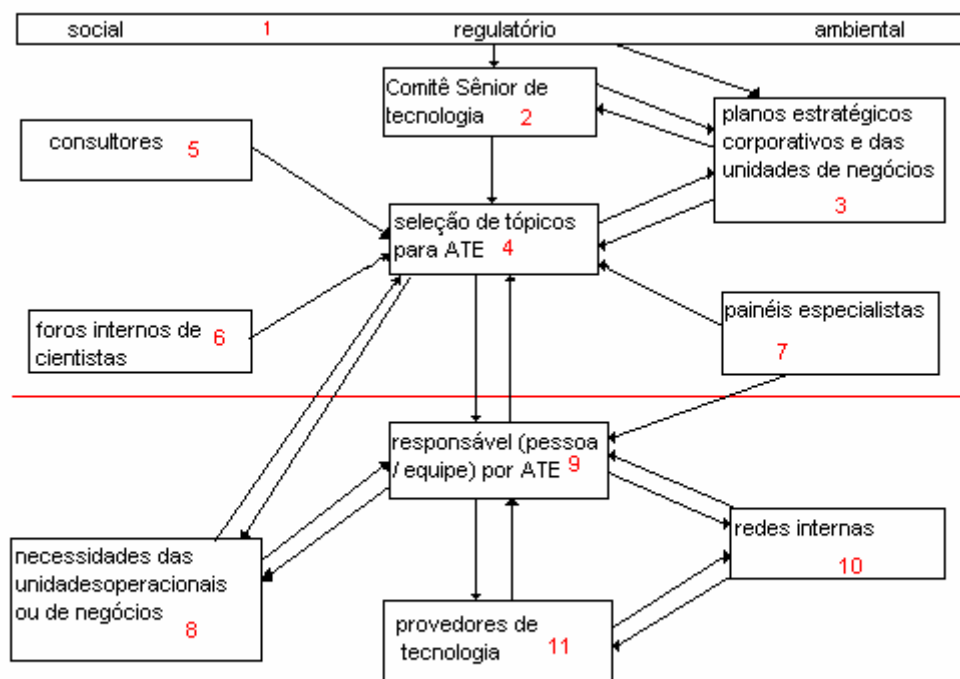 social 1 regulatório ambiental
Comitê Sênior de
tecnologia 2
planos estratégicos
corporativos e das
unidades de negócios
3
consultores 5
seleção de tópicos
para ATE 4
foros internos de
cientistas 6
painéis especialistas
7
responsável (pessoa
/ equipe) por ATE 9
redes internas
10
necessidades das
unidadesoperacionais
ou de negócios
8
provedores de
tecnologia 11